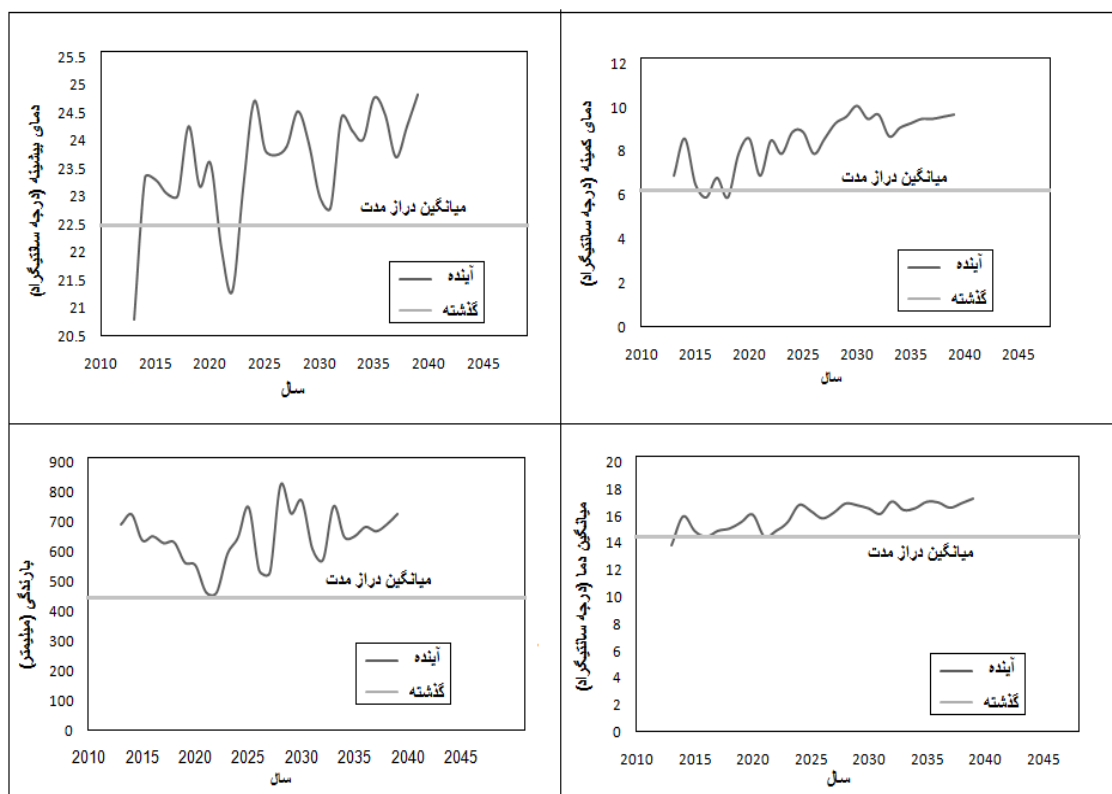 25.5
25
24.5
24
23.5
23
22.5
22
21.5
21
20.5
دمای بیشینه (درجه سانتیگراد)
میانگین دراز مدت
آینده
گذشته
2010 2015 2020 2025 2030 2035 2040 2045
سال
12
10
8
6
4
2
0
دمای کمینه (درجه سانتیگراد)
میانگین دراز مدت
آینده
گذشته
2010 2015 2020 2025 2030 2035 2040 2045
سال
900
800
700
600
500
400
300
200
100
0
بارندگی (میلیمتر)
میانگین دراز مدت
آینده
گذشته
2010 2015 2020 2025 2030 2035 2040 2045
سال
20
18
16
14
12
10
8
6
4
2
0
میانگین دما (درجه سانتیگراد)
میانگین دراز مدت
آینده
گذشته
2010 2015 2020 2025 2030 2035 2040 2045
سال